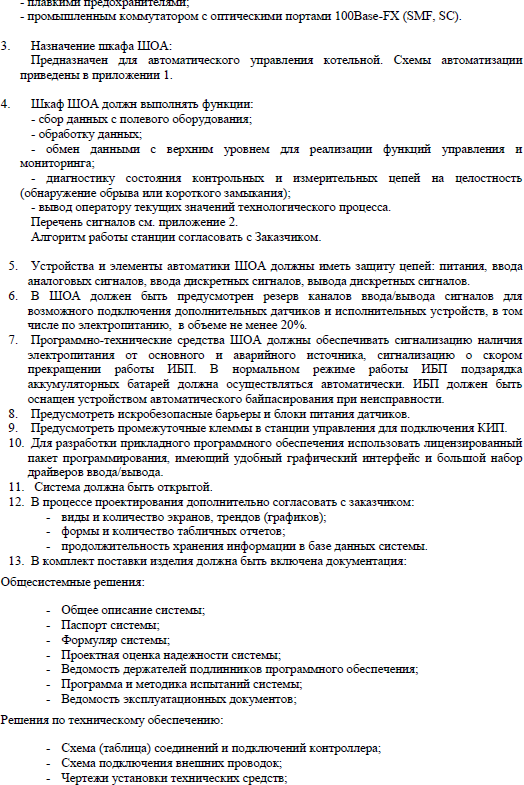 - плавкими предохранителями;
- промышленным коммутатором с оптическими портами 100Base-FX (SMF, SC).
3. Назначение шкафа ШОА:
Предназначен для автоматического управления котельной. Схемы автоматизации
приведены в приложении 1.
4. Шкаф ШОА должн выполнять функции:
- сбор данных с полевого оборудования;
- обработку данных;
- обмен данными с верхним уровнем для реализации функций управления и
мониторинга;
- диагностику состояния контрольных и измерительных цепей на целостность
(обнаружение обрыва или короткого замыкания);
- вывод оператору текущих значений технологического процесса.
Перечень сигналов см. приложение 2.
Алгоритм работы станции согласовать с Заказчиком.
5. Устройства и элементы автоматики ШОА должны иметь защиту цепей: питания, ввода
аналоговых сигналов, ввода дискретных сигналов, вывода дискретных сигналов.
6. В ШОА должен быть предусмотрен резерв каналов ввода/вывода сигналов для
возможного подключения дополнительных датчиков и исполнительных устройств, в том
числе по электропитанию, в объеме не менее 20%.
7. Программно-технические средства ШОА должны обеспечивать сигнализацию наличия
электропитания от основного и аварийного источника, сигнализацию о скором
прекращении работы ИБП. В нормальном режиме работы ИБП подзарядка
аккумуляторных батарей должна осуществляться автоматически. ИБП должен быть
оснащен устройством автоматического байпасирования при неисправности.
8. Предусмотреть искробезопасные барьеры и блоки питания датчиков.
9. Предусмотреть промежуточные клеммы в станции управления для подключения КИП.
10. Для разработки прикладного программного обеспечения использовать лицензированный
пакет программирования, имеющий удобный графический интерфейс и большой набор
драйверов ввода/вывода.
11. Система должна быть открытой.
12. В процессе проектирования дополнительно согласовать с заказчиком:
- виды и количество экранов, трендов (графиков);
- формы и количество табличных отчетов;
- продолжительность хранения информации в базе данных системы.
13. В комплект поставки изделия должна быть включена документация:
Общесистемные решения:
- Общее описание системы;
- Паспорт системы;
- Формуляр системы;
- Проектная оценка надежности системы;
- Ведомость держателей подлинников программного обеспечения;
- Программа и методика испытаний системы;
- Ведомость эксплуатационных документов;
Решения по техническому обеспечению:
- Схема (таблица) соединений и подключений контроллера;
- Схема подключения внешних проводок;
- Чертежи установки технических средств;